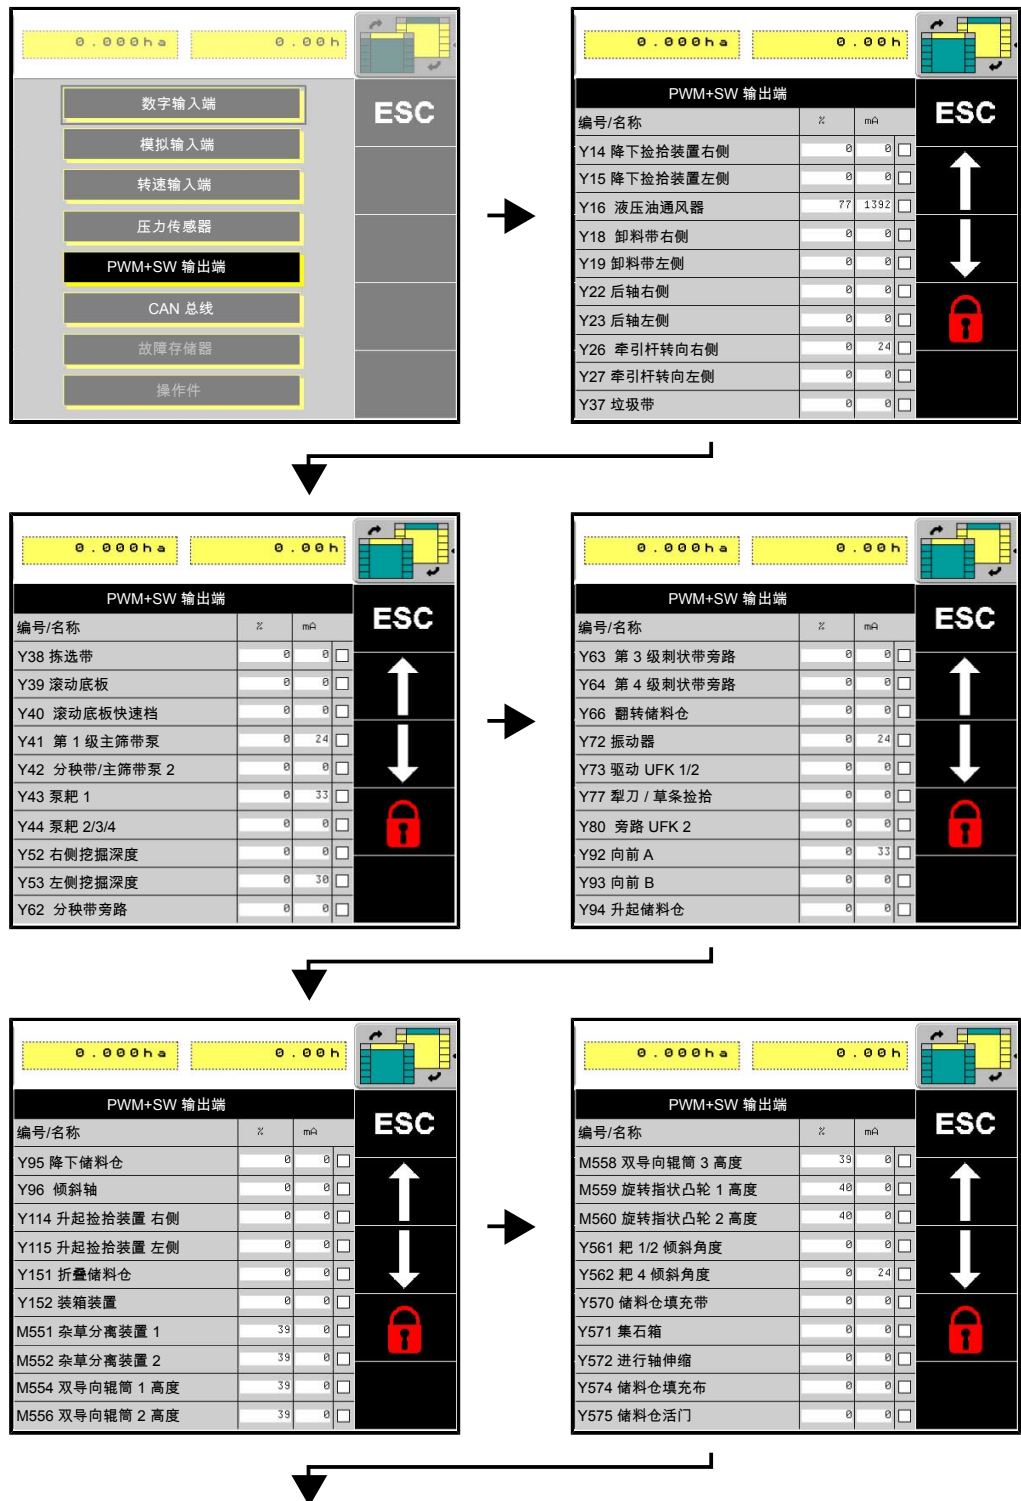 0.000ha 0.00h
ESC
数字输入端
模拟输入端
转速输入端
压力传感器
PWM+SW 输出端
CAN 总线
故障存储器
操作件
0.000ha 0.00h
PWM+SW 输出端
ESC
编号/名称 % mA
Y14 降下捡拾装置右侧 0 0
Y15 降下捡拾装置左侧 0 0
Y16 液压油通风器 77 1392
Y18 卸料带右侧 0 0
Y19 卸料带左侧 0 0
Y22 后轴右侧 0 0
Y23 后轴左侧 0 0
Y26 牵引杆转向右侧 0 24
Y27 牵引杆转向左侧 0 0
Y37 垃圾带 0 0
0.000ha 0.00h
PWM+SW 输出端
ESC
编号/名称 % mA
Y38 拣选带 0 0
Y39 滚动底板 0 0
Y40 滚动底板快速档 0 0
Y41 第 1 级主筛带泵 0 24
Y42 分秧带/主筛带泵 2 0 0
Y43 泵耙 1 0 33
Y44 泵耙 2/3/4 0 0
Y52 右侧挖掘深度 0 0
Y53 左侧挖掘深度 0 30
Y62 分秧带旁路 0 0
0.000ha 0.00h
PWM+SW 输出端
ESC
编号/名称 % mA
Y63 第 3 级刺状带旁路 0 0
Y64 第 4 级刺状带旁路 0 0
Y66 翻转储料仓 0 0
Y72 振动器 0 24
Y73 驱动 UFK 1/2 0 0
Y77 犁刀 / 草条捡拾 0 0
Y80 旁路 UFK 2 0 0
Y92 向前 A 0 33
Y93 向前 B 0 0
Y94 升起储料仓 0 0
0.000ha 0.00h
PWM+SW 输出端
ESC
编号/名称 % mA
Y95 降下储料仓 0 0
Y96 倾斜轴 0 0
Y114 升起捡拾装置 右侧 0 0
Y115 升起捡拾装置 左侧 0 0
Y151 折叠储料仓 0 0
Y152 装箱装置 0 0
M551 杂草分离装置 1 39 0
M552 杂草分离装置 2 39 0
M554 双导向辊筒 1 高度 39 0
M556 双导向辊筒 2 高度 39 0
0.000ha 0.00h
PWM+SW 输出端
ESC
编号/名称 % mA
M558 双导向辊筒 3 高度 39 0
M559 旋转指状凸轮 1 高度 40 0
M560 旋转指状凸轮 2 高度 40 0
Y561 耙 1/2 倾斜角度 0 0
Y562 耙 4 倾斜角度 0 24
Y570 储料仓填充带 0 0
Y571 集石箱 0 0
Y572 进行轴伸缩 0 0
Y574 储料仓填充布 0 0
Y575 储料仓活门 0 0